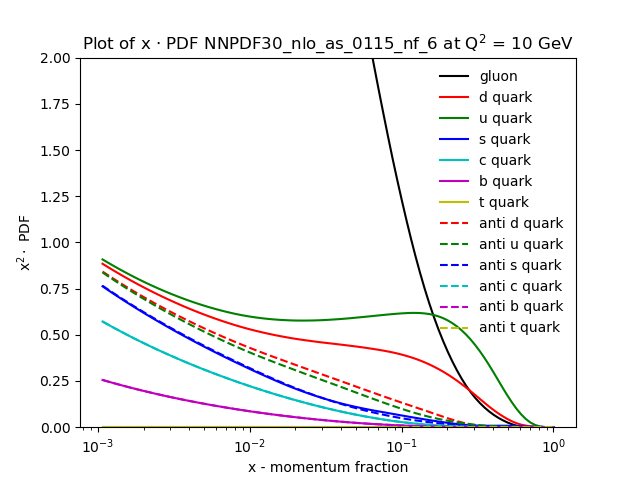 Plot of x · PDF NNPDF30_nlo_as_0115_nf_6 at Q² = 10 GeV
2.00
1.75
1.50
1.25
1.00
0.75
0.50
0.25
0.00
x² · PDF
gluon
d quark
u quark
s quark
c quark
b quark
t quark
anti d quark
anti u quark
anti s quark
anti c quark
anti b quark
anti t quark
10⁻³ 10⁻² 10⁻¹ 10⁰
x - momentum fraction